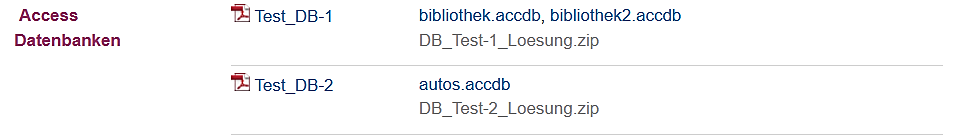 Access
Datenbanken
Test_DB-1
bibliothek.accdb, bibliothek2.accdb
DB_Test-1_Loesung.zip
Test_DB-2
autos.accdb
DB_Test-2_Loesung.zip